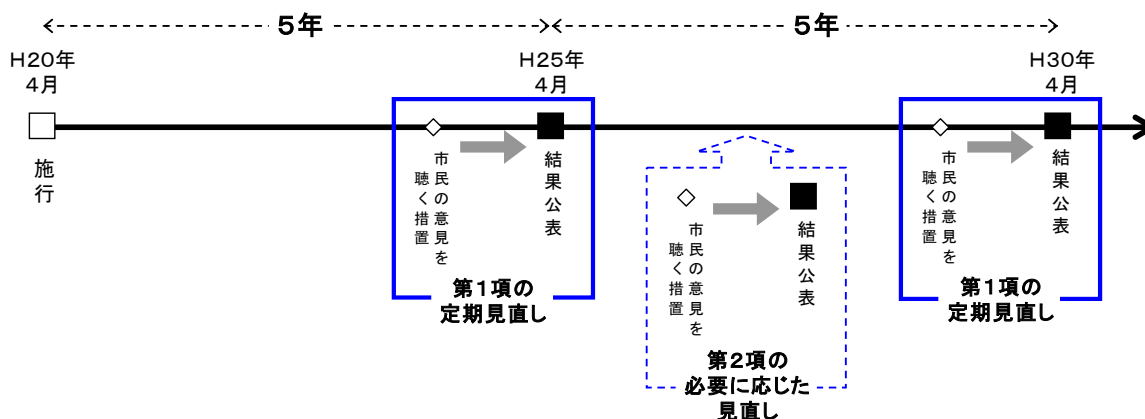 5年
5年
H20年
4月
H25年
4月
H30年
4月
施行
市民の意見を
聴く措置
結果公表
第1項の
定期見直し
市民の意見を
聴く措置
結果公表
第2項の
必要に応じた
見直し
市民の意見を
聴く措置
結果公表
第1項の
定期見直し